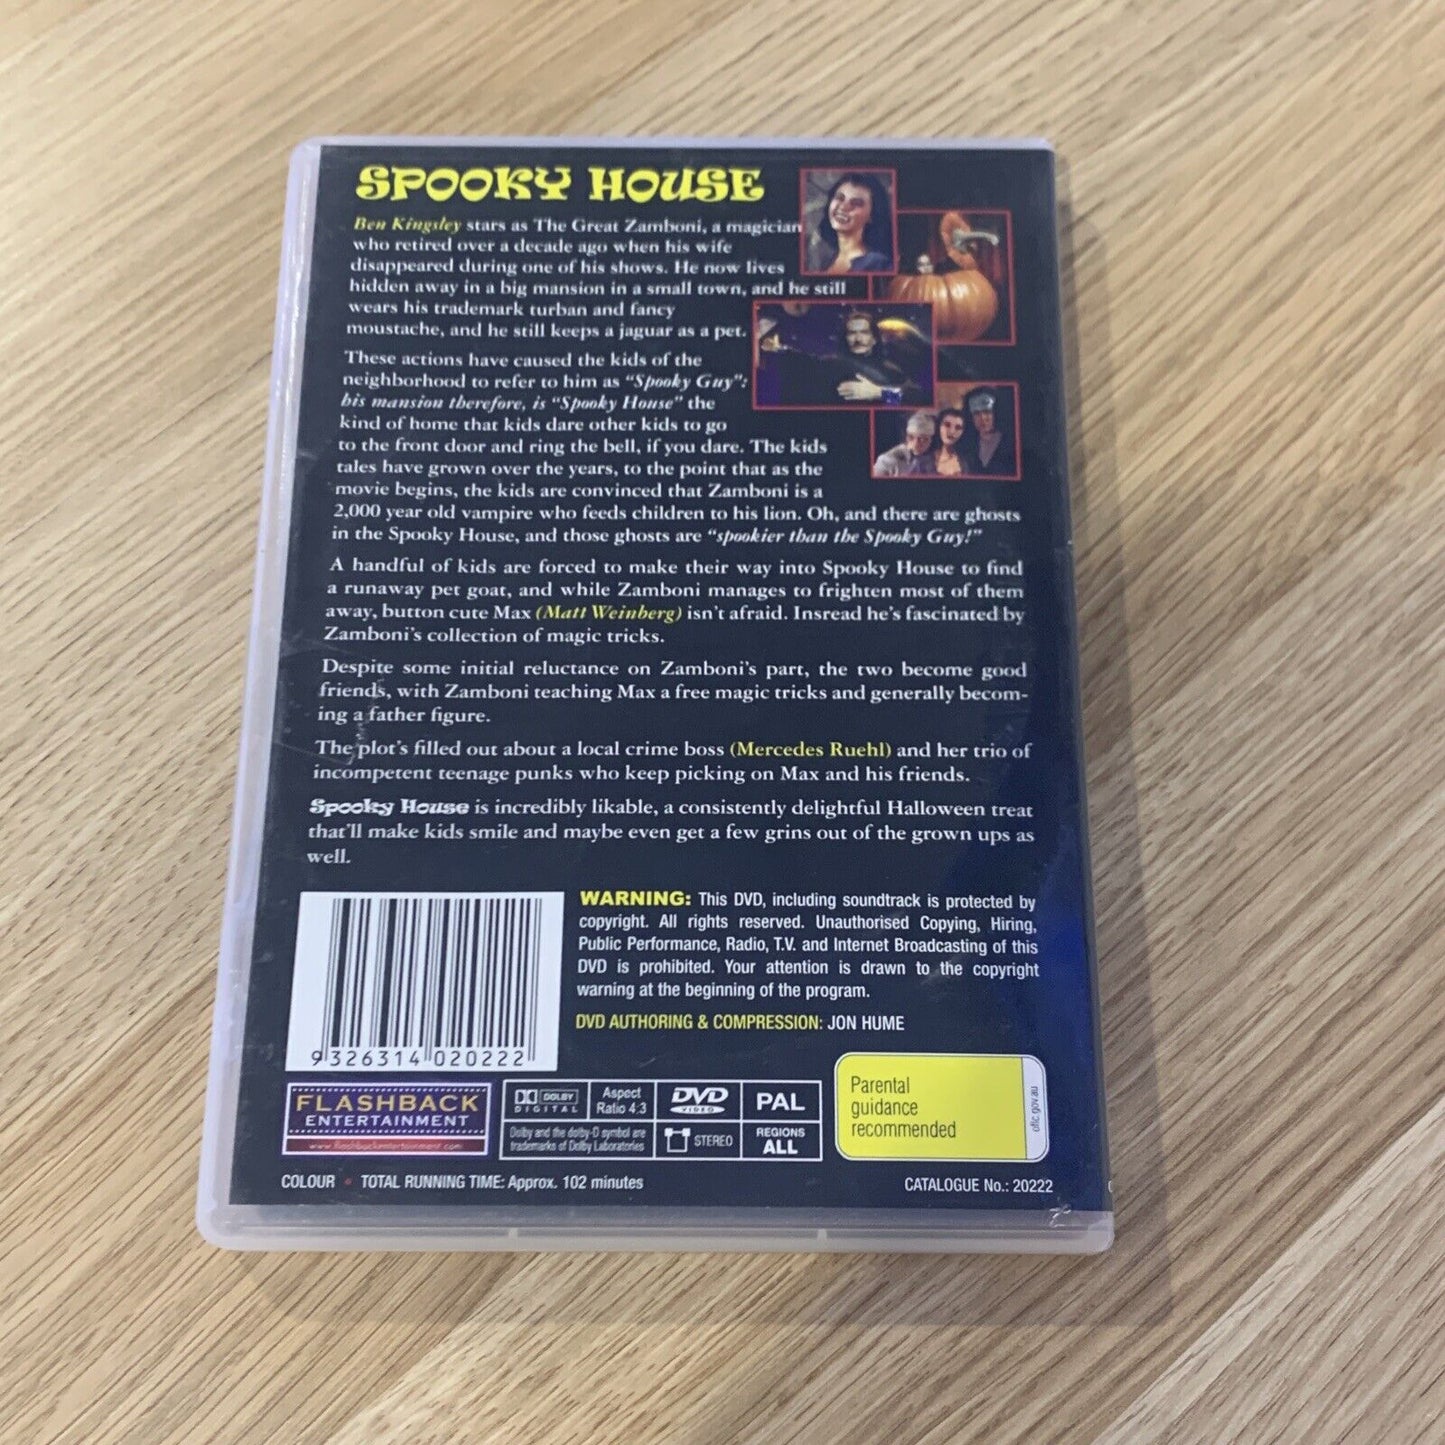 SPOOKY HOUSE
Ben Kingsley stars as The Great Zamboni, a magician
who retired over a decade ago when his wife
disappeared during one of his shows. He now lives
hidden away in a big mansion in a small town, and he still
wears his trademark turban and fancy
moustache, and he still keeps a jaguar as a pet.
These actions have caused the kids of the
neighborhood to refer to him as “Spooky Guy”:
his mansion therefore, is “Spooky House” the
kind of home that kids dare other kids to go
to the front door and ring the bell, if you dare. The kids
tales have grown over the years, to the point that as the
movie begins, the kids are convinced that Zamboni is a
2,000 year old vampire who feeds children to his lion. Oh, and there are ghosts
in the Spooky House, and those ghosts are “spookier than the Spooky Guy!”
A handful of kids are forced to make their way into Spooky House to find
a runaway pet goat, and while Zamboni manages to frighten most of them
away, button cute Max (Matt Weinberg) isn't afraid. Insread he's fascinated by
Zamboni's collection of magic tricks.
Despite some initial reluctance on Zamboni's part, the two become good
friends, with Zamboni teaching Max a free magic tricks and generally becom-
ing a father figure.
The plot's filled out about a local crime boss (Mercedes Ruehl) and her trio of
incompetent teenage punks who keep picking on Max and his friends.
Spooky House is incredibly likable, a consistently delightful Halloween treat
that'll make kids smile and maybe even get a few grins out of the grown ups as
well.
WARNING: This DVD, including soundtrack is protected by
copyright. All rights reserved. Unauthorised Copying, Hiring,
Public Performance, Radio, T.V. and Internet Broadcasting of this
DVD is prohibited. Your attention is drawn to the copyright
warning at the beginning of the program.
DVD AUTHORING & COMPRESSION: JON HUME
9 326314 020222
FLASHBACK
ENTERTAINMENT
www.flashbackentertainment.com
DOLBY
DIGITAL
Aspect
Ratio 4:3
DVD
VIDEO
PAL
Dolby and the dolby-D symbol are
trademarks of Dolby Laboratories
STEREO
REGIONS
ALL
Parental
guidance
recommended
oflc.gov.au
COLOUR • TOTAL RUNNING TIME: Approx. 102 minutes
CATALOGUE No.: 20222